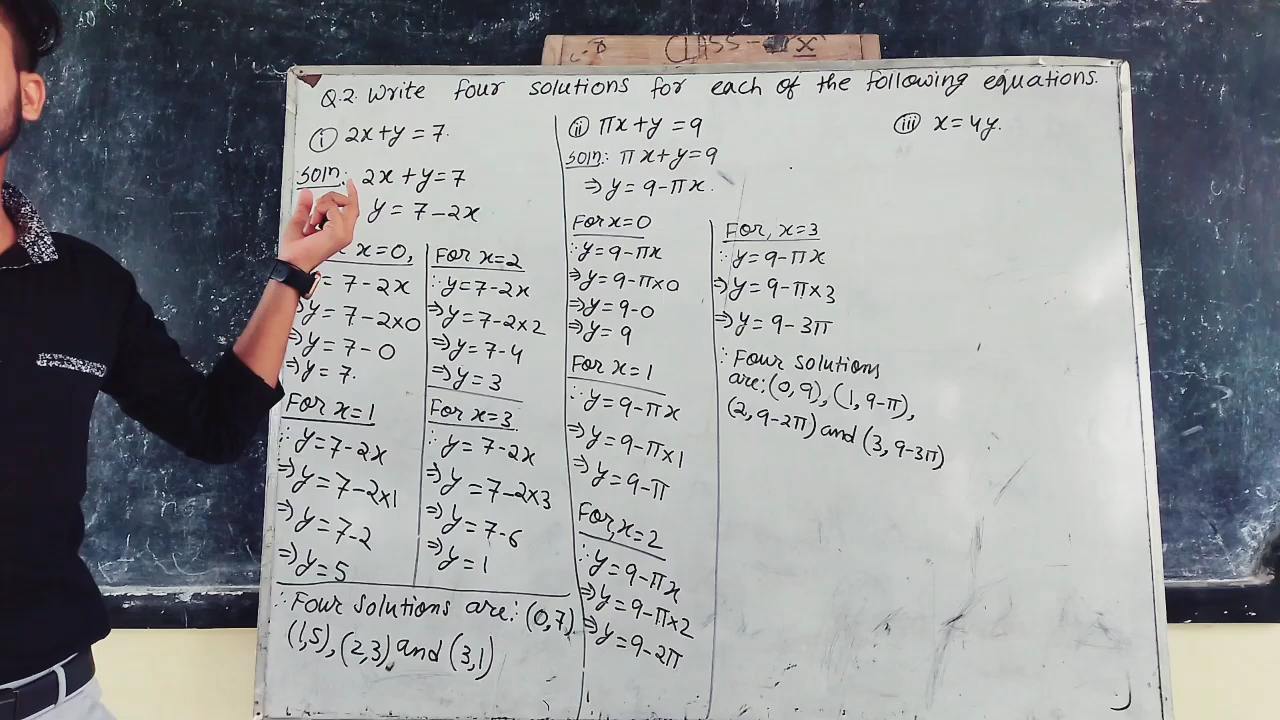 CLASS - IX
Q.2. Write four solutions for each of the following equations.
(i) 2x+y=7.
Soln: 2x+y=7
y=7-2x
x=0,
= 7-2x
⇒y=7-2x0
⇒y=7-0
⇒y=7.
For x=1
∴y=7-2x
⇒y=7-2x1
⇒y=7-2
⇒y=5
For x=2
∴y=7-2x
⇒y=7-2x2
⇒y=7-4
⇒y=3
For x=3
∴y=7-2x
⇒y=7-2x3
⇒y=7-6
⇒y=1
∴Four solutions are: (0,7)
(1,5), (2,3) and (3,1)
(ii) πx+y=9
Soln: πx+y=9
⇒y=9-πx.
For x=0
∴y=9-πx
⇒y=9-πx0
⇒y=9-0
⇒y=9
For x=1
∴y=9-πx
⇒y=9-πx1
⇒y=9-π
For, x=2
∴y=9-πx
⇒y=9-πx2
⇒y=9-2π
For, x=3
∴y=9-πx
⇒y=9-πx3
⇒y=9-3π
∴Four solutions
are: (0,9), (1, 9-π),
(2, 9-2π) and (3, 9-3π)
(iii) x=4y.